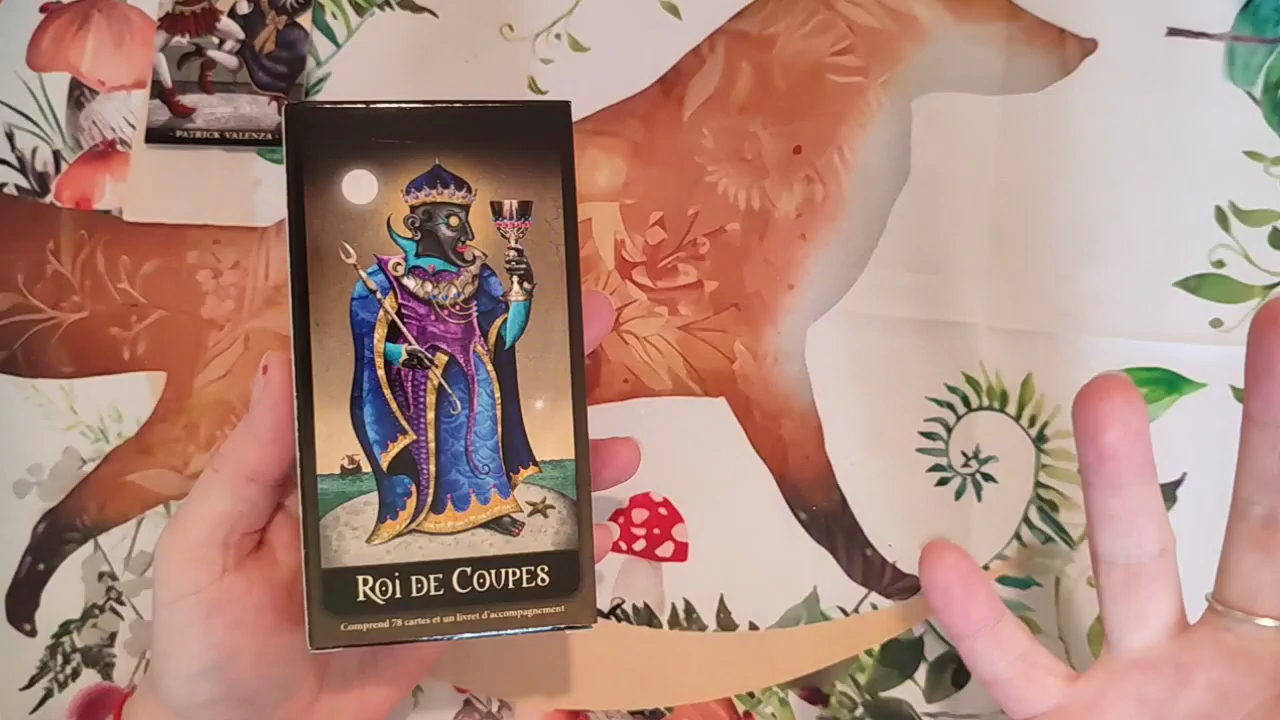 · PATRICK VALENZA ·
ROI DE COUPES
Comprend 78 cartes et un livret d'accompagnement